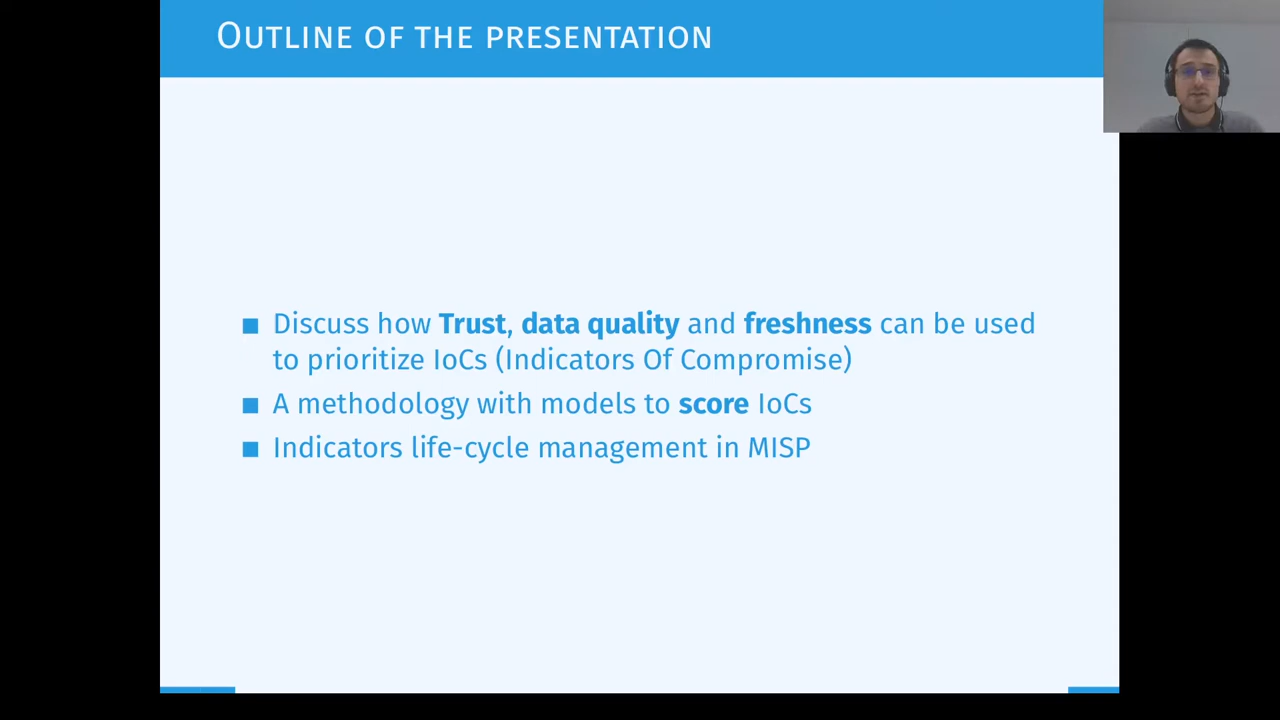 OUTLINE OF THE PRESENTATION
Discuss how Trust, data quality and freshness can be used
to prioritize IoCs (Indicators Of Compromise)
A methodology with models to score IoCs
Indicators life-cycle management in MISP